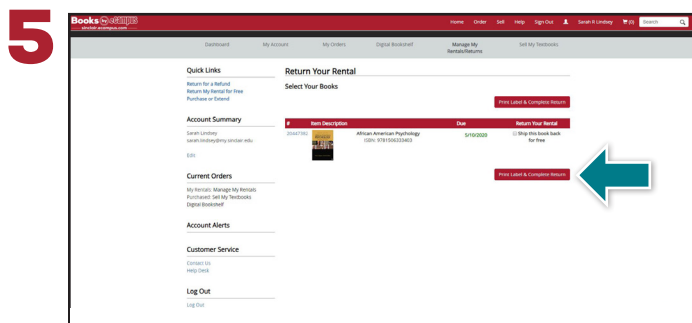 5
Books by ecampus
sinclair.ecampus.com
Home Order Sell Help Sign Out Sarah R Lindsey (0) Search
Dashboard My Account My Orders Digital Bookshelf Manage My Rentals/Returns Sell My Textbooks
Quick Links
Return for a Refund
Return My Rental for Free
Purchase or Extend
Account Summary
Sarah Lindsey
sarah.lindsey@my.sinclair.edu
Edit
Current Orders
My Rentals: Manage My Rentals
Purchased: Sell My Textbooks
Digital Bookshelf
Account Alerts
Customer Service
Contact Us
Help Desk
Log Out
Log Out
Return Your Rental
Select Your Books
Print Label & Complete Return
# Item Description Due Return Your Rental
African American Psychology 5/10/2020 Ship this book back
for free
Print Label & Complete Return